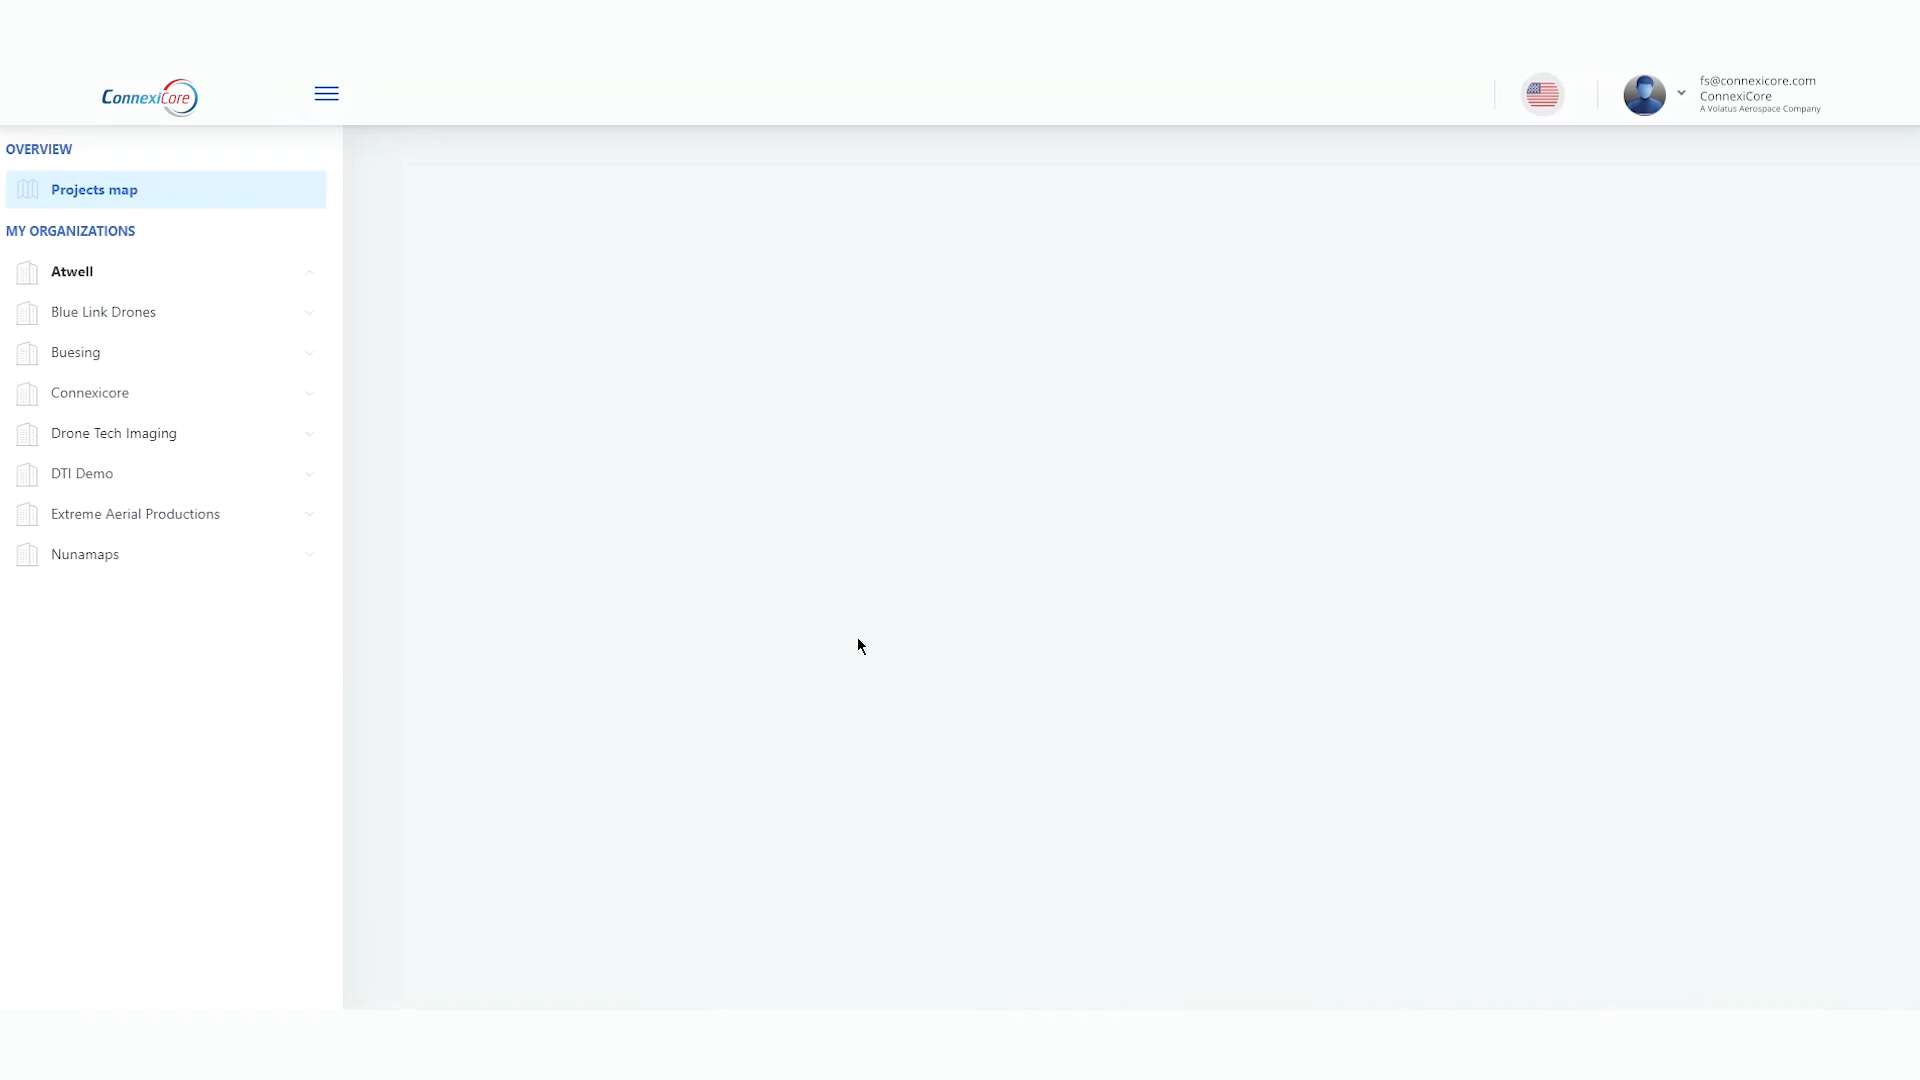 ConnexiCore
fs@connexicore.com
ConnexiCore
A Volatus Aerospace Company
OVERVIEW
Projects map
MY ORGANIZATIONS
Atwell
Blue Link Drones
Buesing
Connexicore
Drone Tech Imaging
DTI Demo
Extreme Aerial Productions
Nunamaps